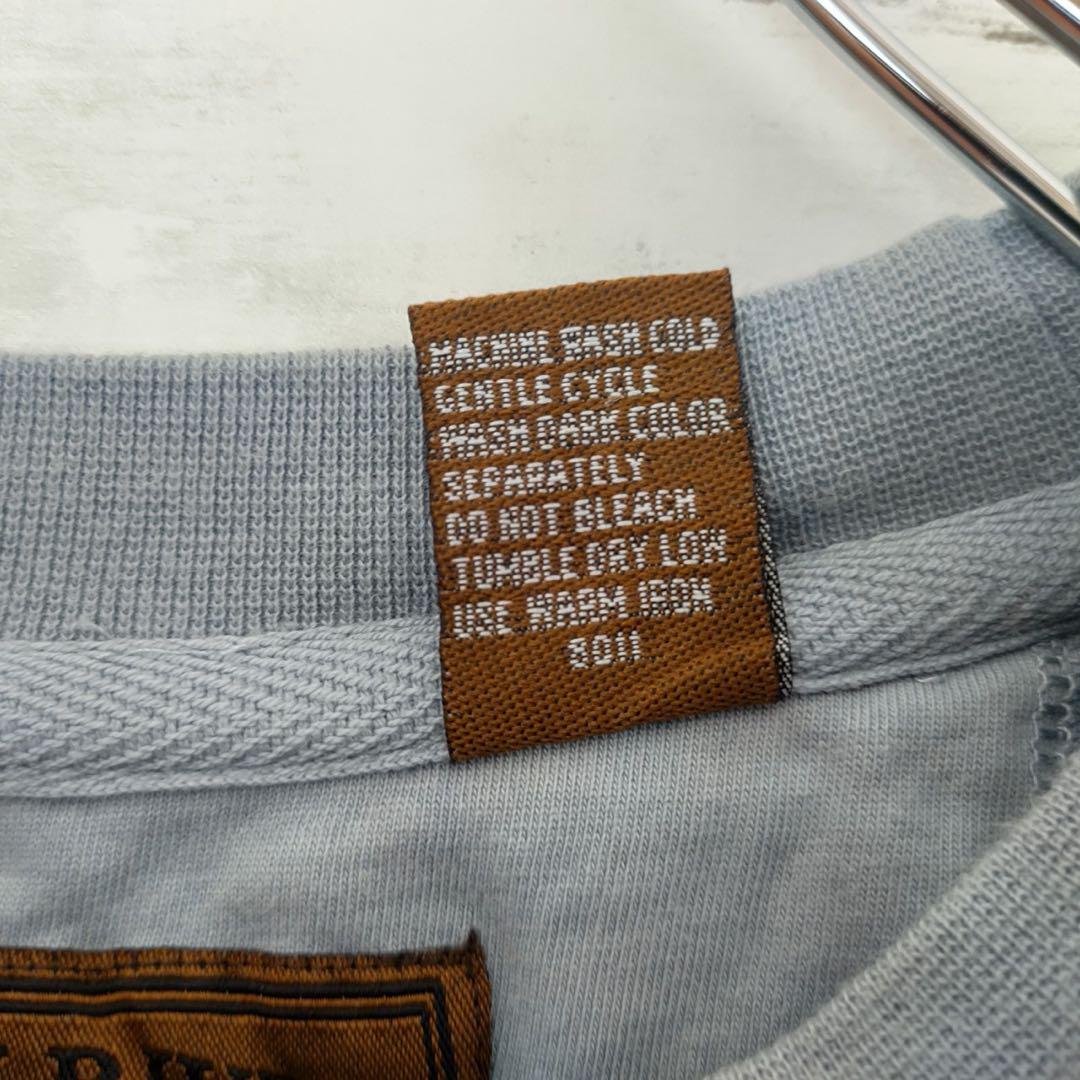 MACHINE WASH COLD
GENTLE CYCLE
WASH DARK COLOR
SEPARATELY
DO NOT BLEACH
TUMBLE DRY LOW
USE WARM IRON
8011